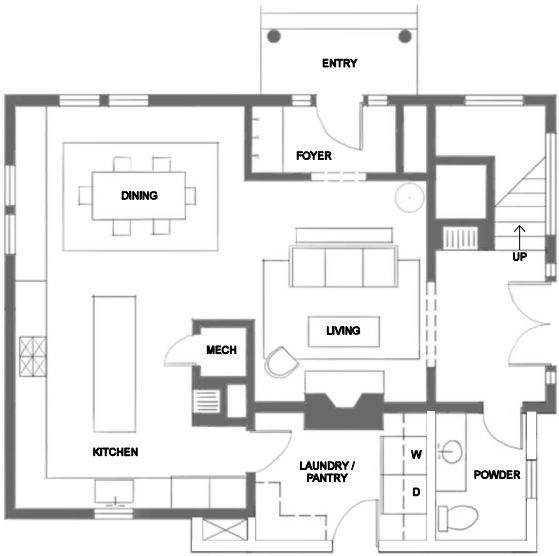 ENTRY
FOYER
DINING
UP
LIVING
MECH
KITCHEN
W
LAUNDRY /
PANTRY
POWDER
D